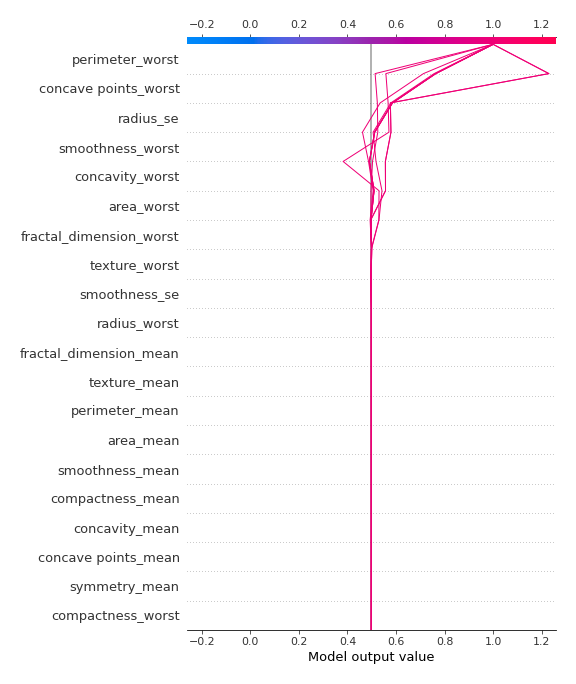 −0.2 0.0 0.2 0.4 0.6 0.8 1.0 1.2
perimeter_worst
concave points_worst
radius_se
smoothness_worst
concavity_worst
area_worst
fractal_dimension_worst
texture_worst
smoothness_se
radius_worst
fractal_dimension_mean
texture_mean
perimeter_mean
area_mean
smoothness_mean
compactness_mean
concavity_mean
concave points_mean
symmetry_mean
compactness_worst
−0.2 0.0 0.2 0.4 0.6 0.8 1.0 1.2
Model output value